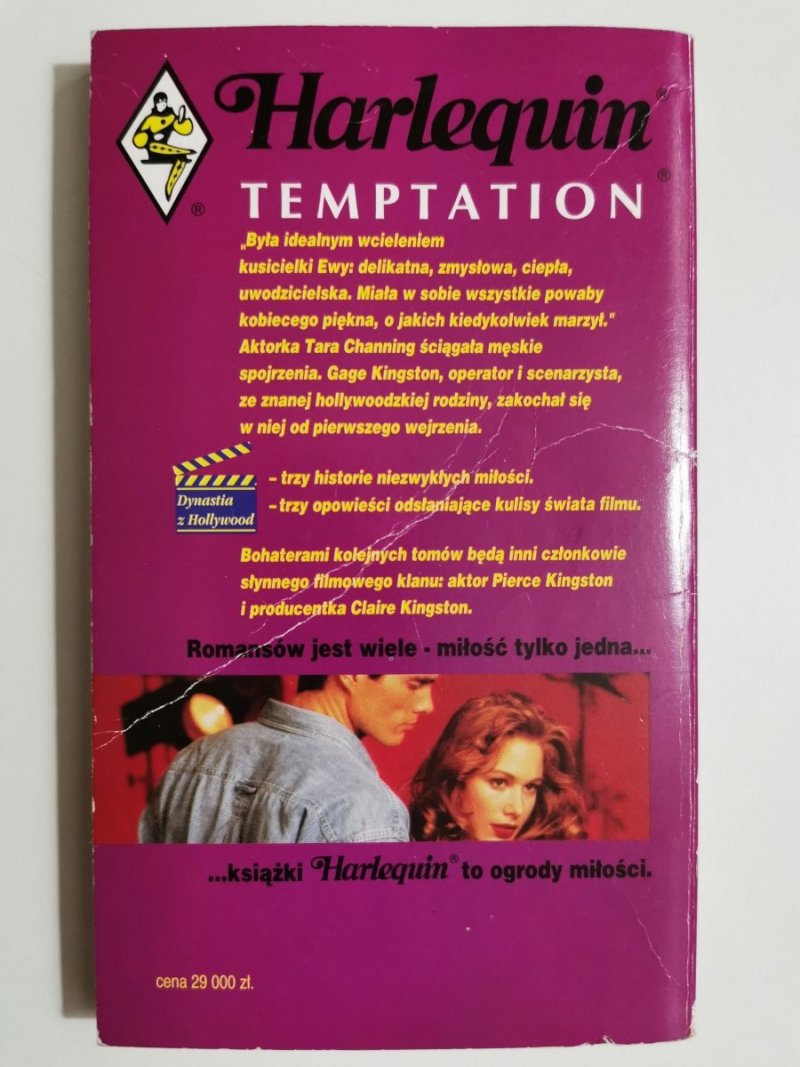 Harlequin®
® TEMPTATION®
„Była idealnym wcieleniem
kusicielki Ewy: delikatna, zmysłowa, ciepła,
uwodzicielska. Miała w sobie wszystkie powaby
kobiecego piękna, o jakich kiedykolwiek marzył."
Aktorka Tara Channing ściągała męskie
spojrzenia. Gage Kingston, operator i scenarzysta,
ze znanej hollywoodzkiej rodziny, zakochał się
w niej od pierwszego wejrzenia.
Dynastia
z Hollywood
– trzy historie niezwykłych miłości.
– trzy opowieści odsłaniające kulisy świata filmu.
Bohaterami kolejnych tomów będą inni członkowie
słynnego filmowego klanu: aktor Pierce Kingston
i producentka Claire Kingston.
Romansów jest wiele - miłość tylko jedna...
...książki Harlequin® to ogrody miłości.
cena 29 000 zł.